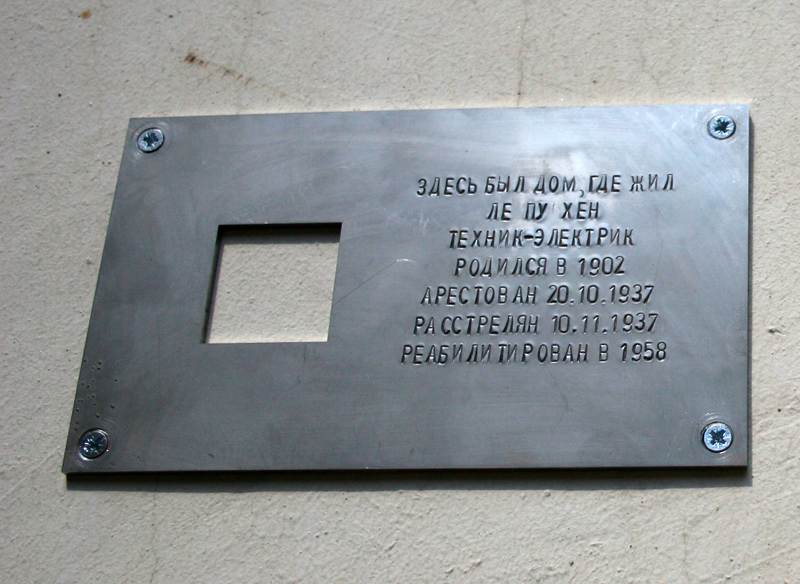 ЗДЕСЬ БЫЛ ДОМ, ГДЕ ЖИЛ
ЛЕ ПУ ХЕН
ТЕХНИК-ЭЛЕКТРИК
РОДИЛСЯ В 1902
АРЕСТОВАН 20.10.1937
РАССТРЕЛЯН 10.11.1937
РЕАБИЛИТИРОВАН В 1958